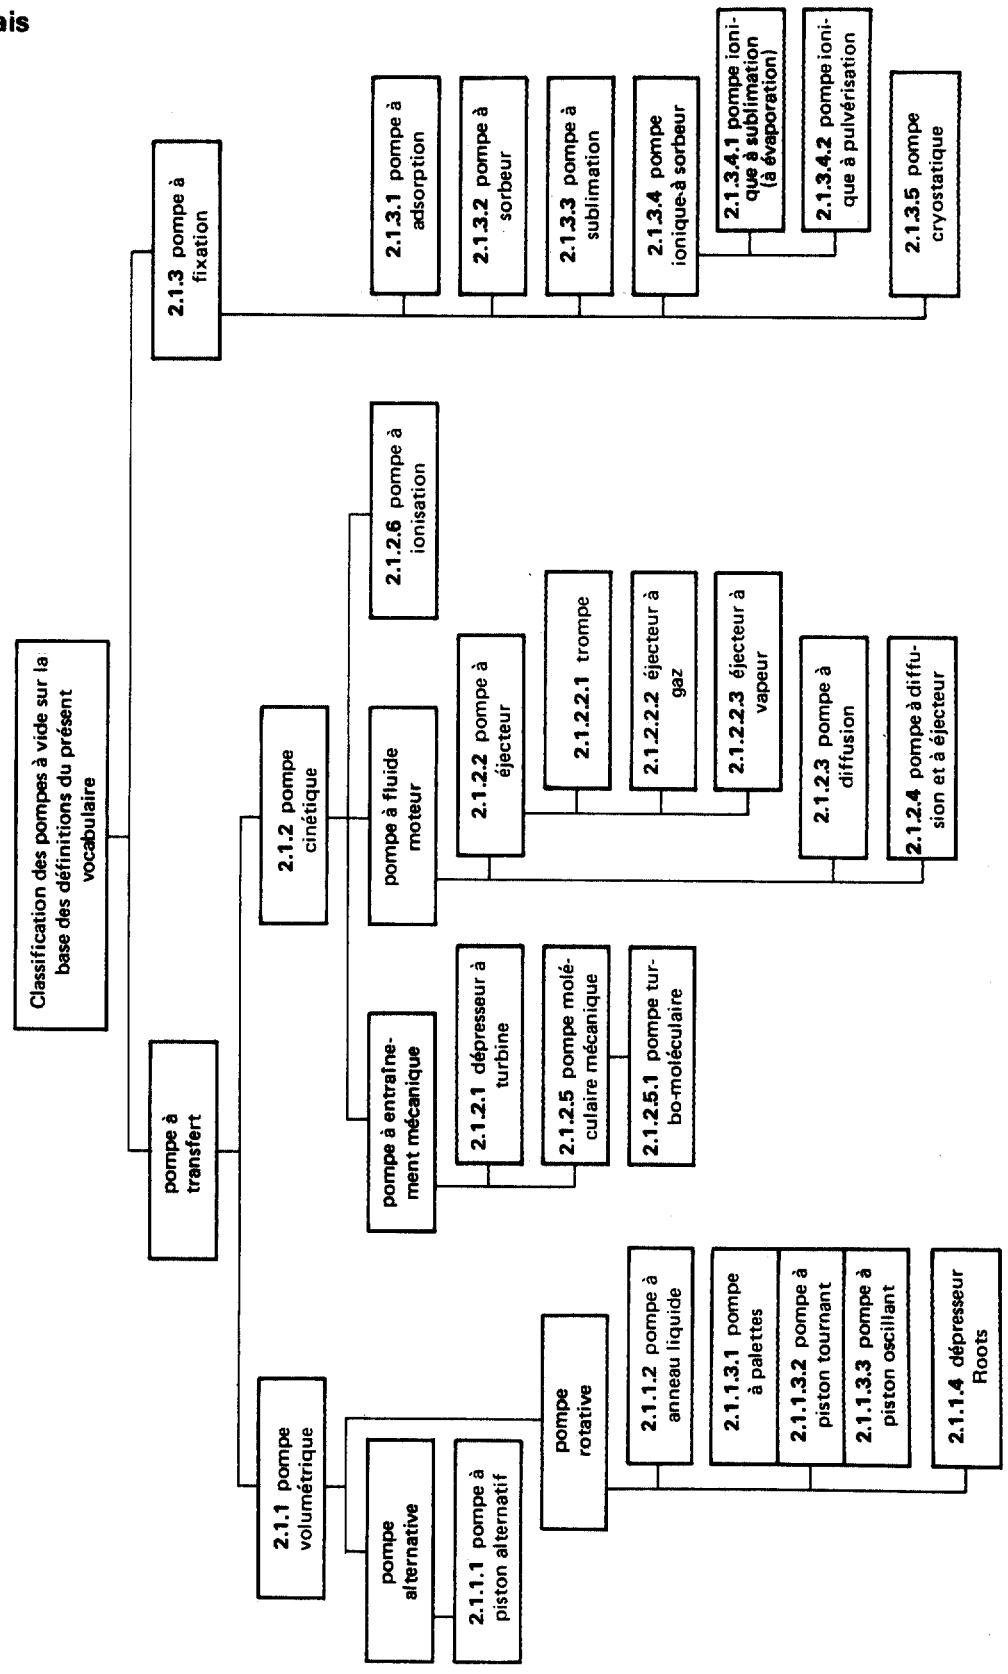 ais
Classification des pompes à vide sur la
base des définitions du présent
vocabulaire
pompe à
transfert
2.1.3 pompe à
fixation
2.1.1 pompe
volumétrique
2.1.2 pompe
cinétique
pompe
alternative
2.1.1.1 pompe à
piston alternatif
pompe
rotative
2.1.1.2 pompe à
anneau liquide
2.1.1.3.1 pompe
à palettes
2.1.1.3.2 pompe à
piston tournant
2.1.1.3.3 pompe à
piston oscillant
2.1.1.4 dépresseur
Roots
pompe à entraîne-
ment mécanique
2.1.2.1 dépresseur à
turbine
2.1.2.5 pompe molé-
culaire mécanique
2.1.2.5.1 pompe tur-
bo-moléculaire
pompe à fluide
moteur
2.1.2.2 pompe à
éjecteur
2.1.2.2.1 trompe
2.1.2.2.2 éjecteur à
gaz
2.1.2.2.3 éjecteur à
vapeur
2.1.2.3 pompe à
diffusion
2.1.2.4 pompe à diffu-
sion et à éjecteur
2.1.2.6 pompe à
ionisation
2.1.3.1 pompe à
adsorption
2.1.3.2 pompe à
sorbeur
2.1.3.3 pompe à
sublimation
2.1.3.4 pompe
ionique à sorbeur
2.1.3.4.1 pompe ioni-
que à sublimation
(à évaporation)
2.1.3.4.2 pompe ioni-
que à pulvérisation
2.1.3.5 pompe
cryostatique